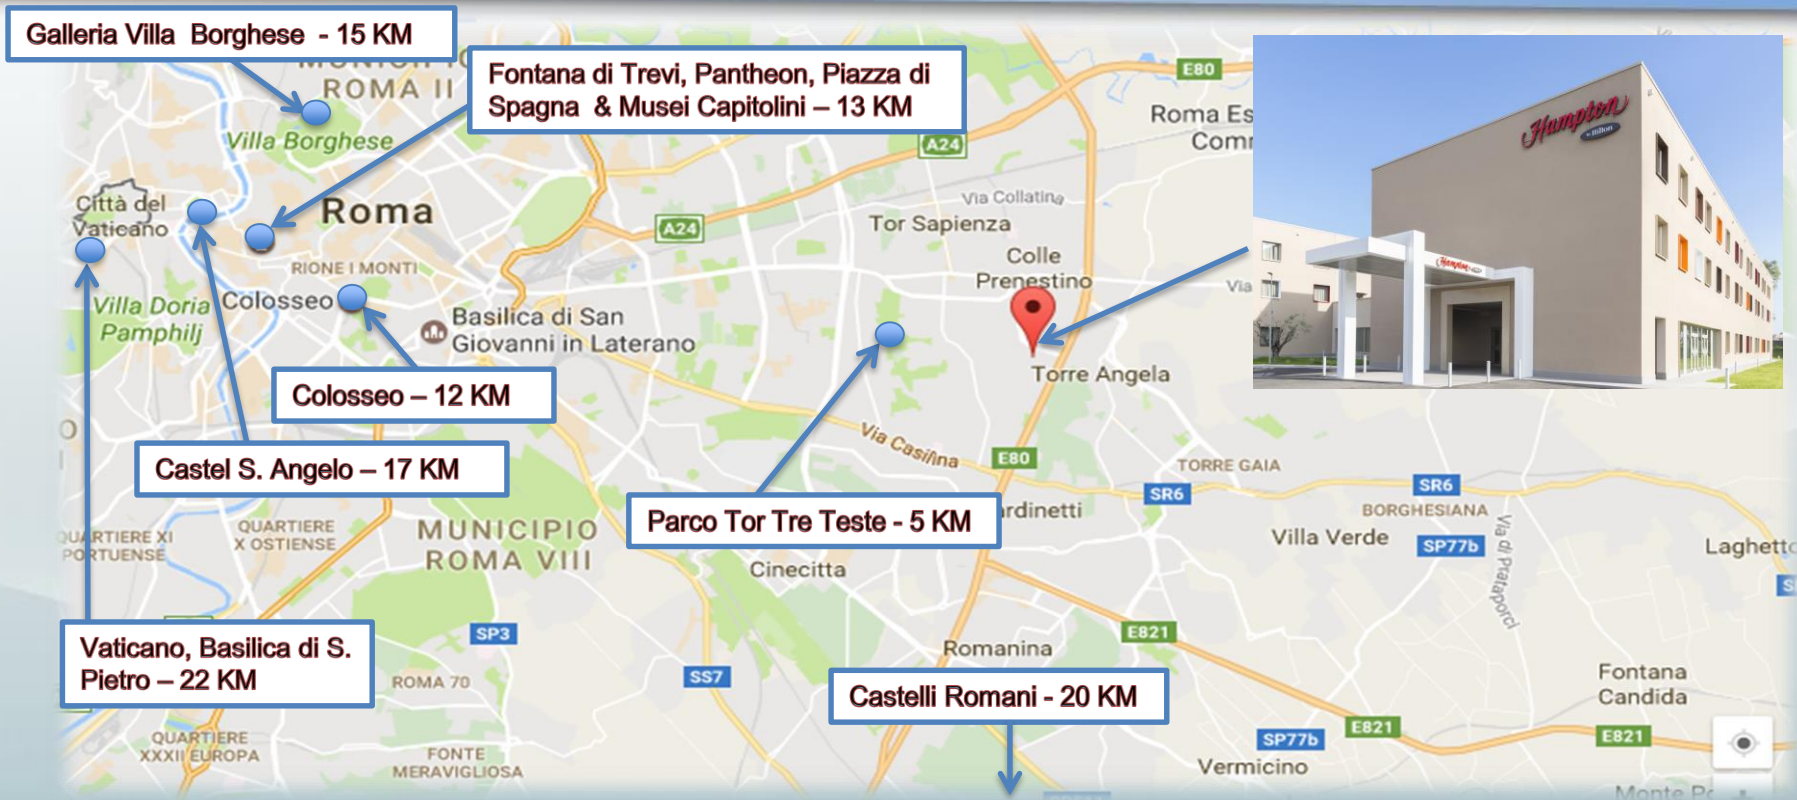 Galleria Villa Borghese - 15 KM
Fontana di Trevi, Pantheon, Piazza di
Spagna & Musei Capitolini – 13 KM
ROMA II
Villa Borghese
E80
A24
Roma Es
Hampton
by Hilton
Hampton
Città del
Vaticano
Roma
A24
Via Collatina
Tor Sapienza
Colle
Prenestino
RIONE I MONTI
Via
Villa Doria
Pamphilj
Colosseo
Basilica di San
Giovanni in Laterano
Torre Angela
Colosseo – 12 KM
Castel S. Angelo – 17 KM
Via Casilina
E80
TORRE GAIA
SR6
SR6
BORGHESIANA
Parco Tor Tre Teste - 5 KM
rdinetti
Villa Verde
SP77b
Via di Prataporci
Laghetto
QUARTIERE XI
PORTUENSE
QUARTIERE
X OSTIENSE
MUNICIPIO
ROMA VIII
Cinecitta
Vaticano, Basilica di S.
Pietro – 22 KM
SP3
E821
Romanina
SS7
ROMA 70
Castelli Romani - 20 KM
Fontana
Candida
QUARTIERE
XXXII EUROPA
FONTE
MERAVIGLIOSA
SP77b
E821
E821
Vermicino